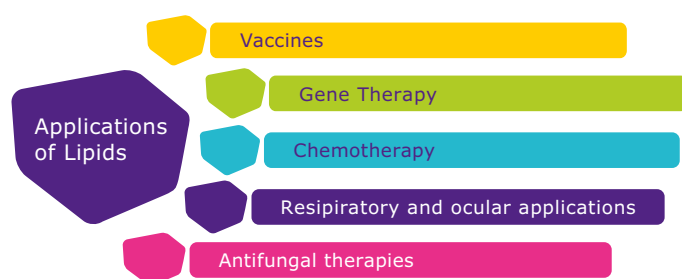 Vaccines
Gene Therapy
Applications
of Lipids
Chemotherapy
Resipiratory and ocular applications
Antifungal therapies